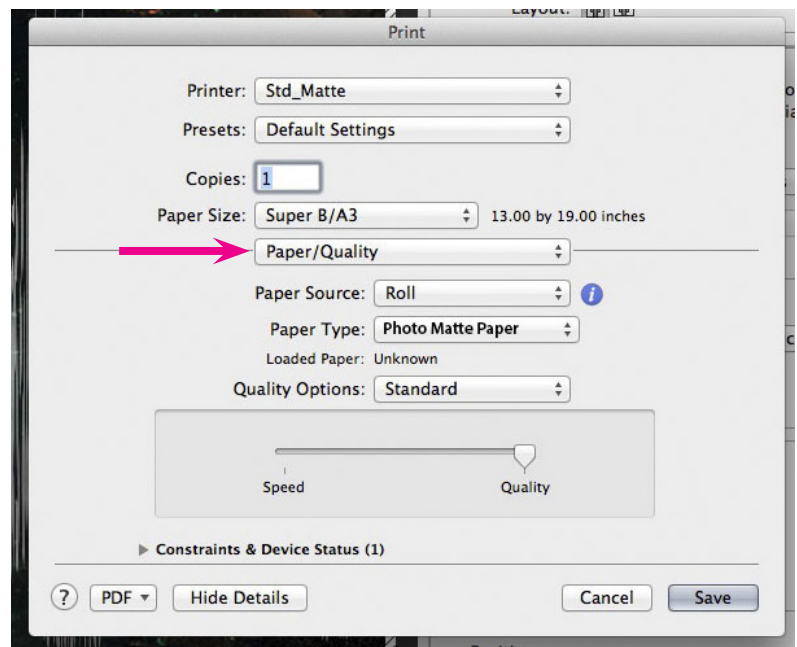 Layout:
Print
Printer: Std_Matte
Presets: Default Settings
Copies: 1
Paper Size: Super B/A3 13.00 by 19.00 inches
Paper/Quality
Paper Source: Roll i
Paper Type: Photo Matte Paper
Loaded Paper: Unknown
Quality Options: Standard
Speed Quality
Constraints & Device Status (1)
? PDF Hide Details Cancel Save